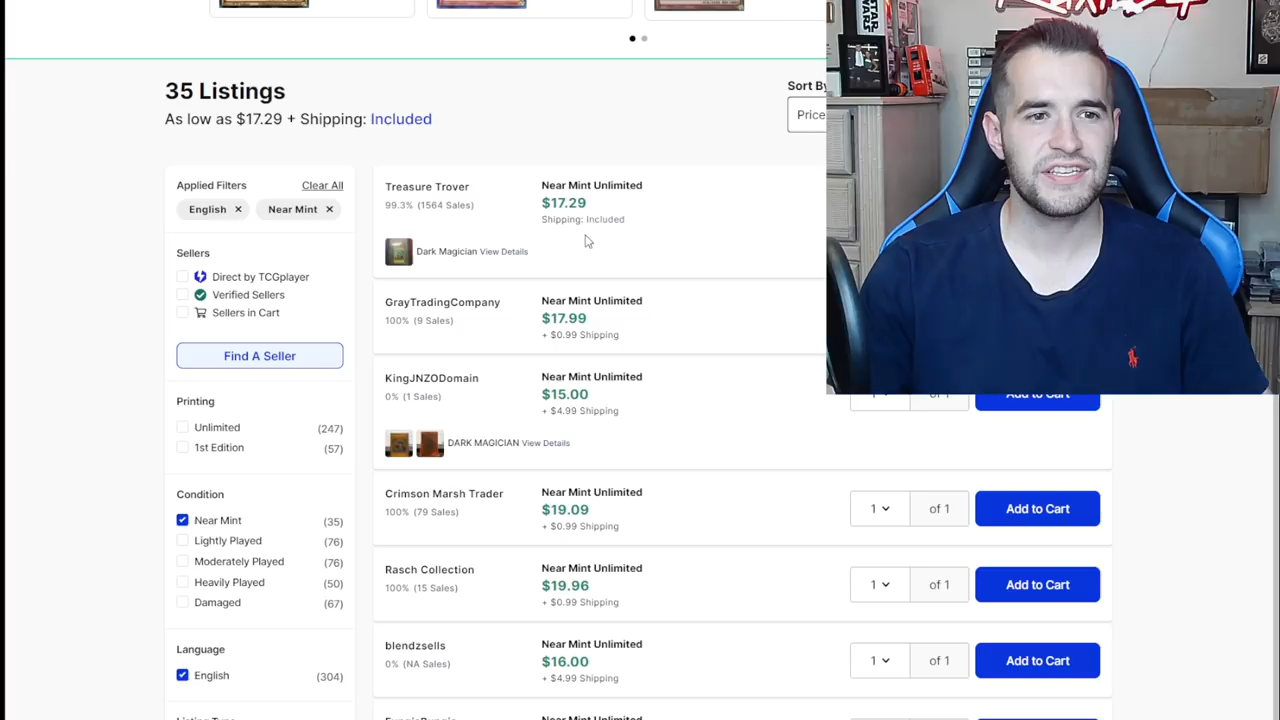 35 Listings
As low as $17.29 + Shipping: Included
Sort By
Price
STAR WARS
Applied Filters
Clear All
English ×
Near Mint ×
Sellers
Direct by TCGplayer
Verified Sellers
Sellers in Cart
Find A Seller
Printing
Unlimited (247)
1st Edition (57)
Condition
Near Mint (35)
Lightly Played (76)
Moderately Played (76)
Heavily Played (50)
Damaged (67)
Language
English (304)
Treasure Trover
99.3% (1564 Sales)
Near Mint Unlimited
$17.29
Shipping: Included
Dark Magician View Details
GrayTradingCompany
100% (9 Sales)
Near Mint Unlimited
$17.99
+ $0.99 Shipping
KingJNZODomain
0% (1 Sales)
Near Mint Unlimited
$15.00
+ $4.99 Shipping
1 of 1 Add to Cart
DARK MAGICIAN View Details
Crimson Marsh Trader
100% (79 Sales)
Near Mint Unlimited
$19.09
+ $0.99 Shipping
1 of 1 Add to Cart
Rasch Collection
100% (15 Sales)
Near Mint Unlimited
$19.96
+ $0.99 Shipping
1 of 1 Add to Cart
blendzsells
0% (NA Sales)
Near Mint Unlimited
$16.00
+ $4.99 Shipping
1 of 1 Add to Cart
Near Mint Unlimited